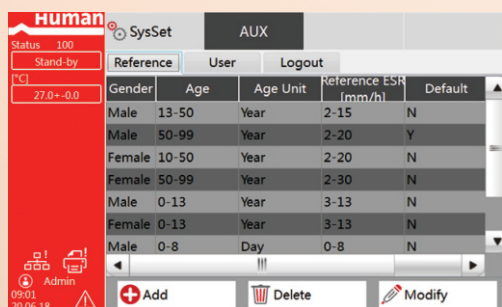 Human
SysSet AUX
Status 100
Stand-by
Reference User Logout
[°C]
27.0+-0.0
Gender Age Age Unit Reference ESR [mm/h] Default
Male 13-50 Year 2-15 N
Male 50-99 Year 2-20 Y
Female 10-50 Year 2-20 N
Female 50-99 Year 2-30 N
Male 0-13 Year 3-13 N
Female 0-13 Year 3-13 N
Male 0-8 Day 0-8 N
Admin
09:01
20.06.18
Add Delete Modify